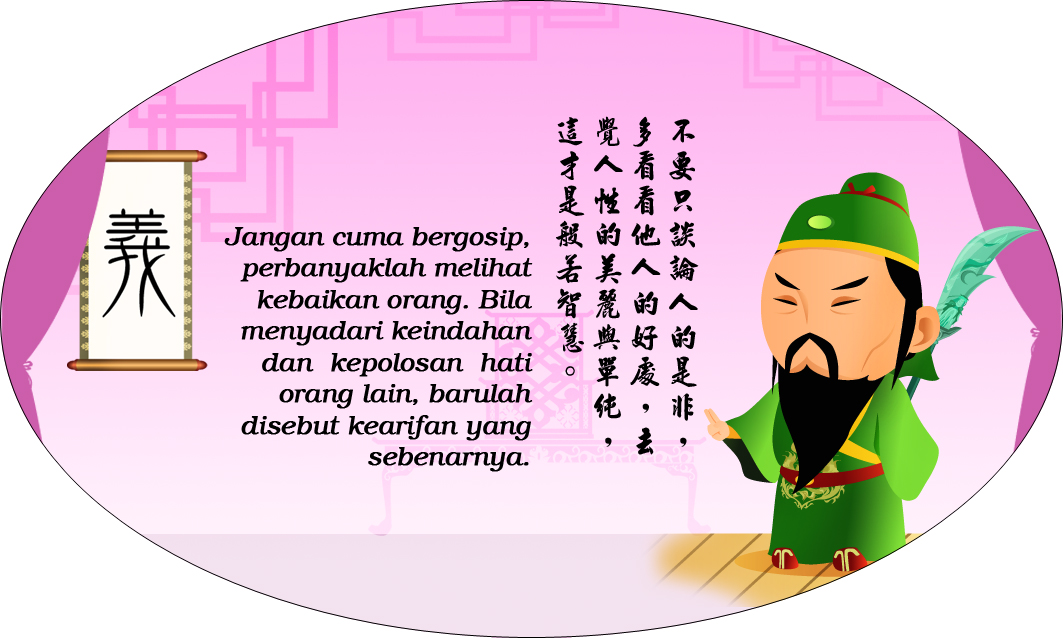 義
Jangan cuma bergosip,
perbanyaklah melihat
kebaikan orang. Bila
menyadari keindahan
dan kepolosan hati
orang lain, barulah
disebut kearifan yang
sebenarnya.
不要只談論人的是非，
多看看他人的好處，去
覺人性的美麗與單純，
這才是般若智慧。